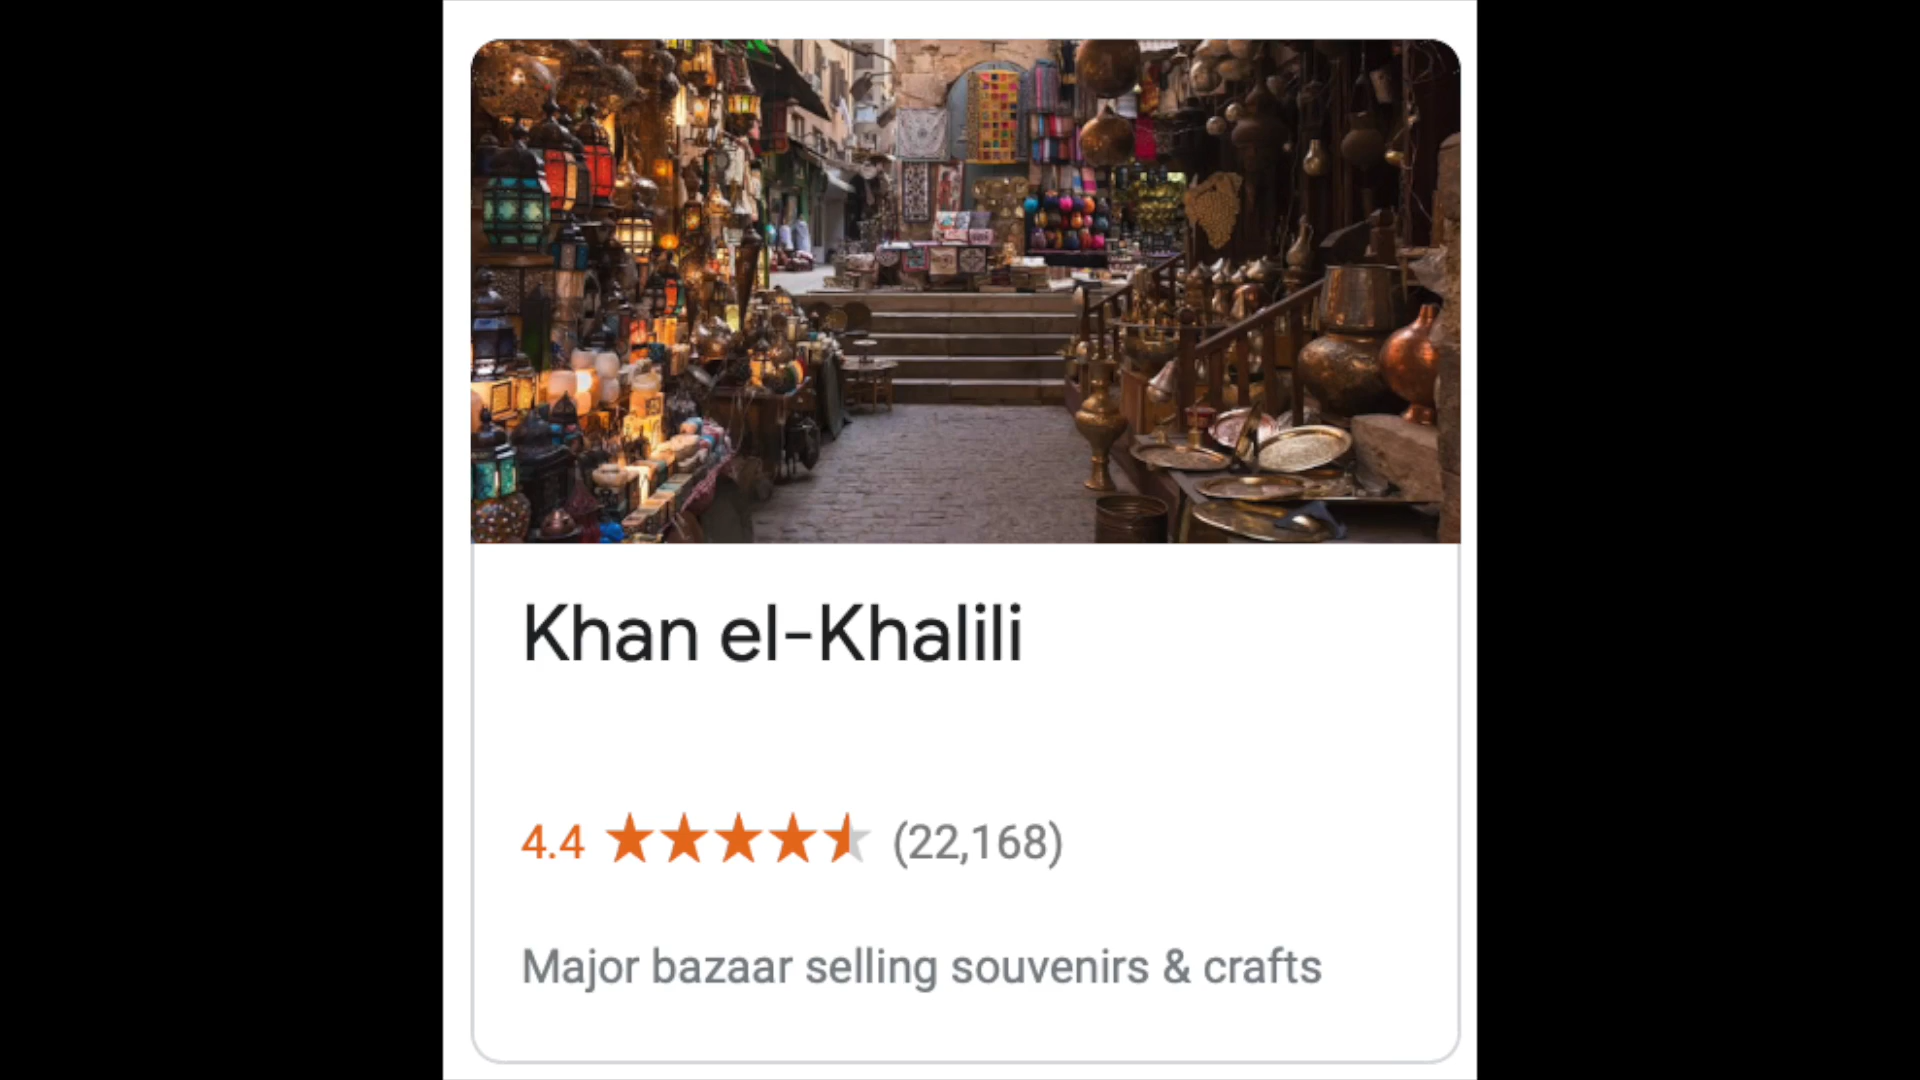 Khan el-Khalili
4.4 (22,168)
Major bazaar selling souvenirs & crafts